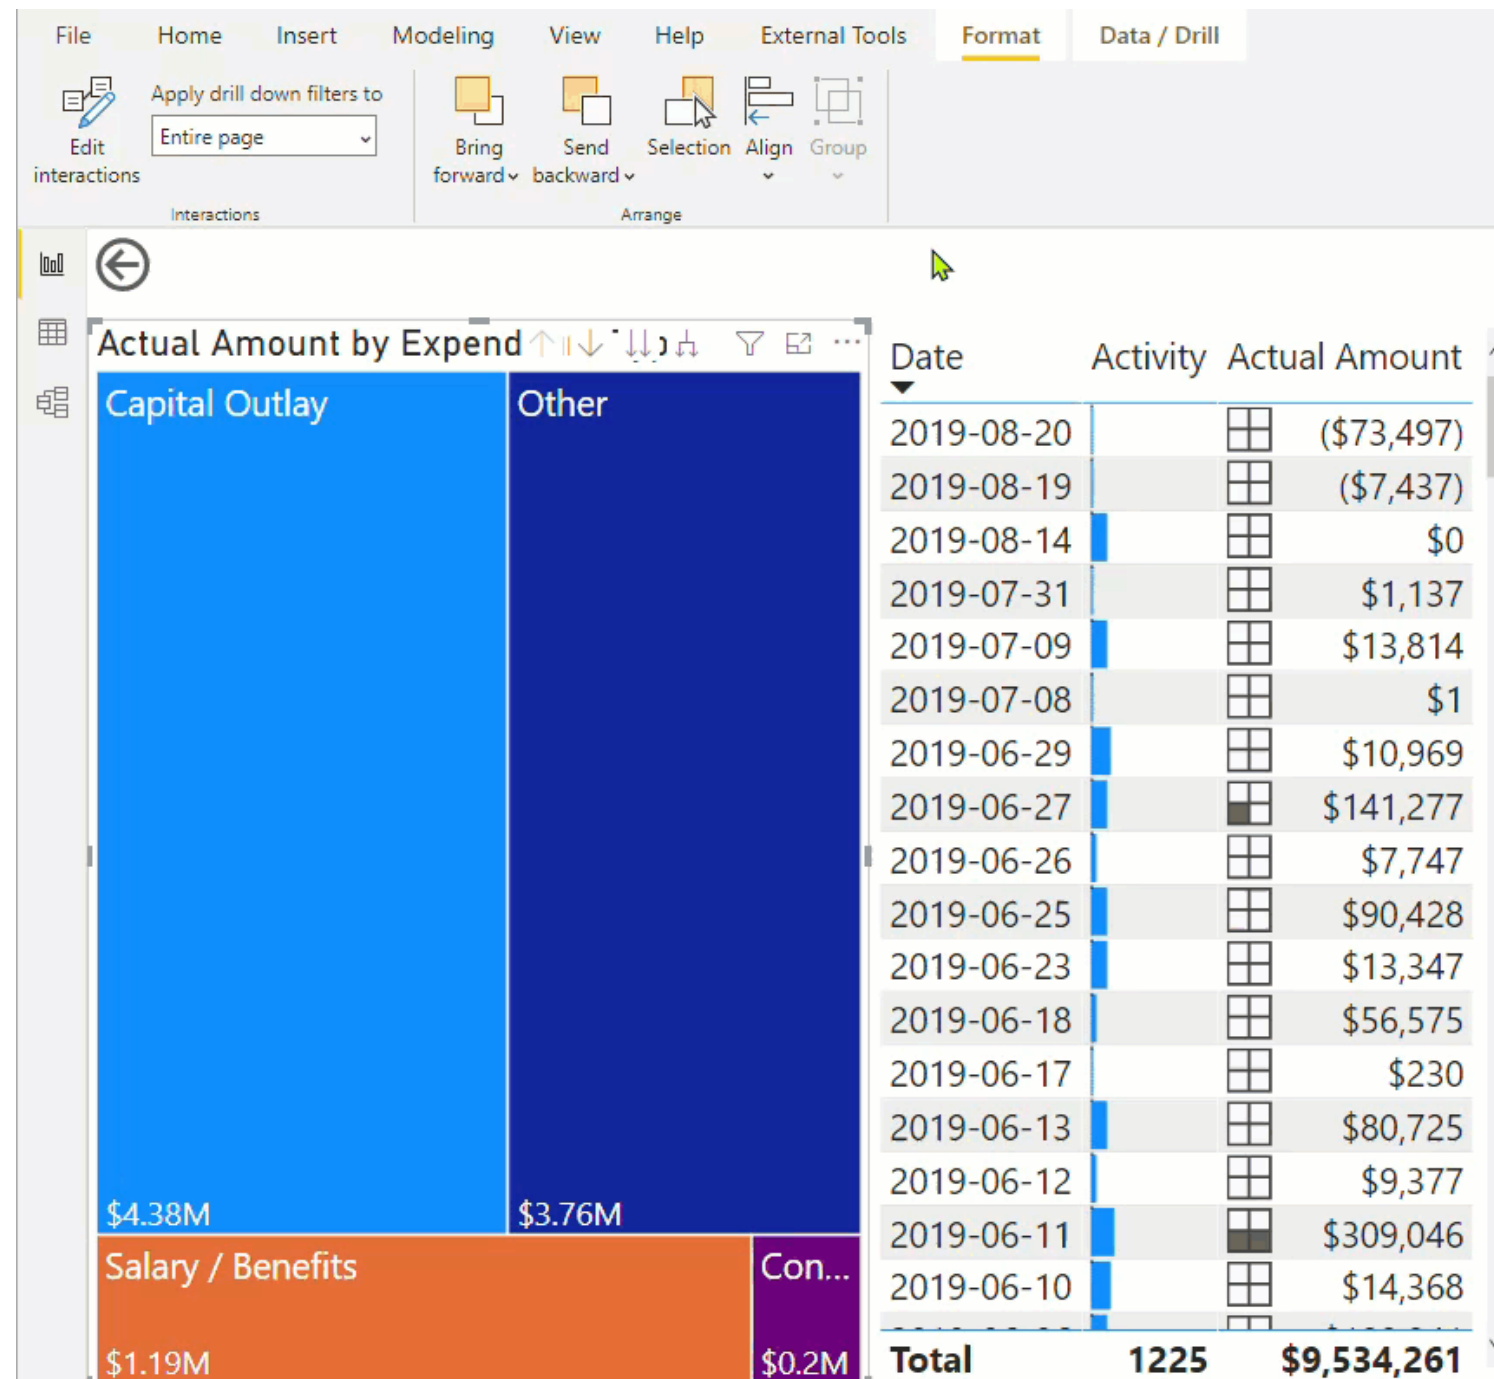 File Home Insert Modeling View Help External Tools Format Data / Drill
Apply drill down filters to
Entire page
Edit
interactions
Bring
forward
Send
backward
Selection
Align
Group
Interactions
Arrange
Actual Amount by Expend
Capital Outlay
$4.38M
Other
$3.76M
Salary / Benefits
$1.19M
Con...
$0.2M
Date Activity Actual Amount
2019-08-20 ($73,497)
2019-08-19 ($7,437)
2019-08-14 $0
2019-07-31 $1,137
2019-07-09 $13,814
2019-07-08 $1
2019-06-29 $10,969
2019-06-27 $141,277
2019-06-26 $7,747
2019-06-25 $90,428
2019-06-23 $13,347
2019-06-18 $56,575
2019-06-17 $230
2019-06-13 $80,725
2019-06-12 $9,377
2019-06-11 $309,046
2019-06-10 $14,368
Total 1225 $9,534,261